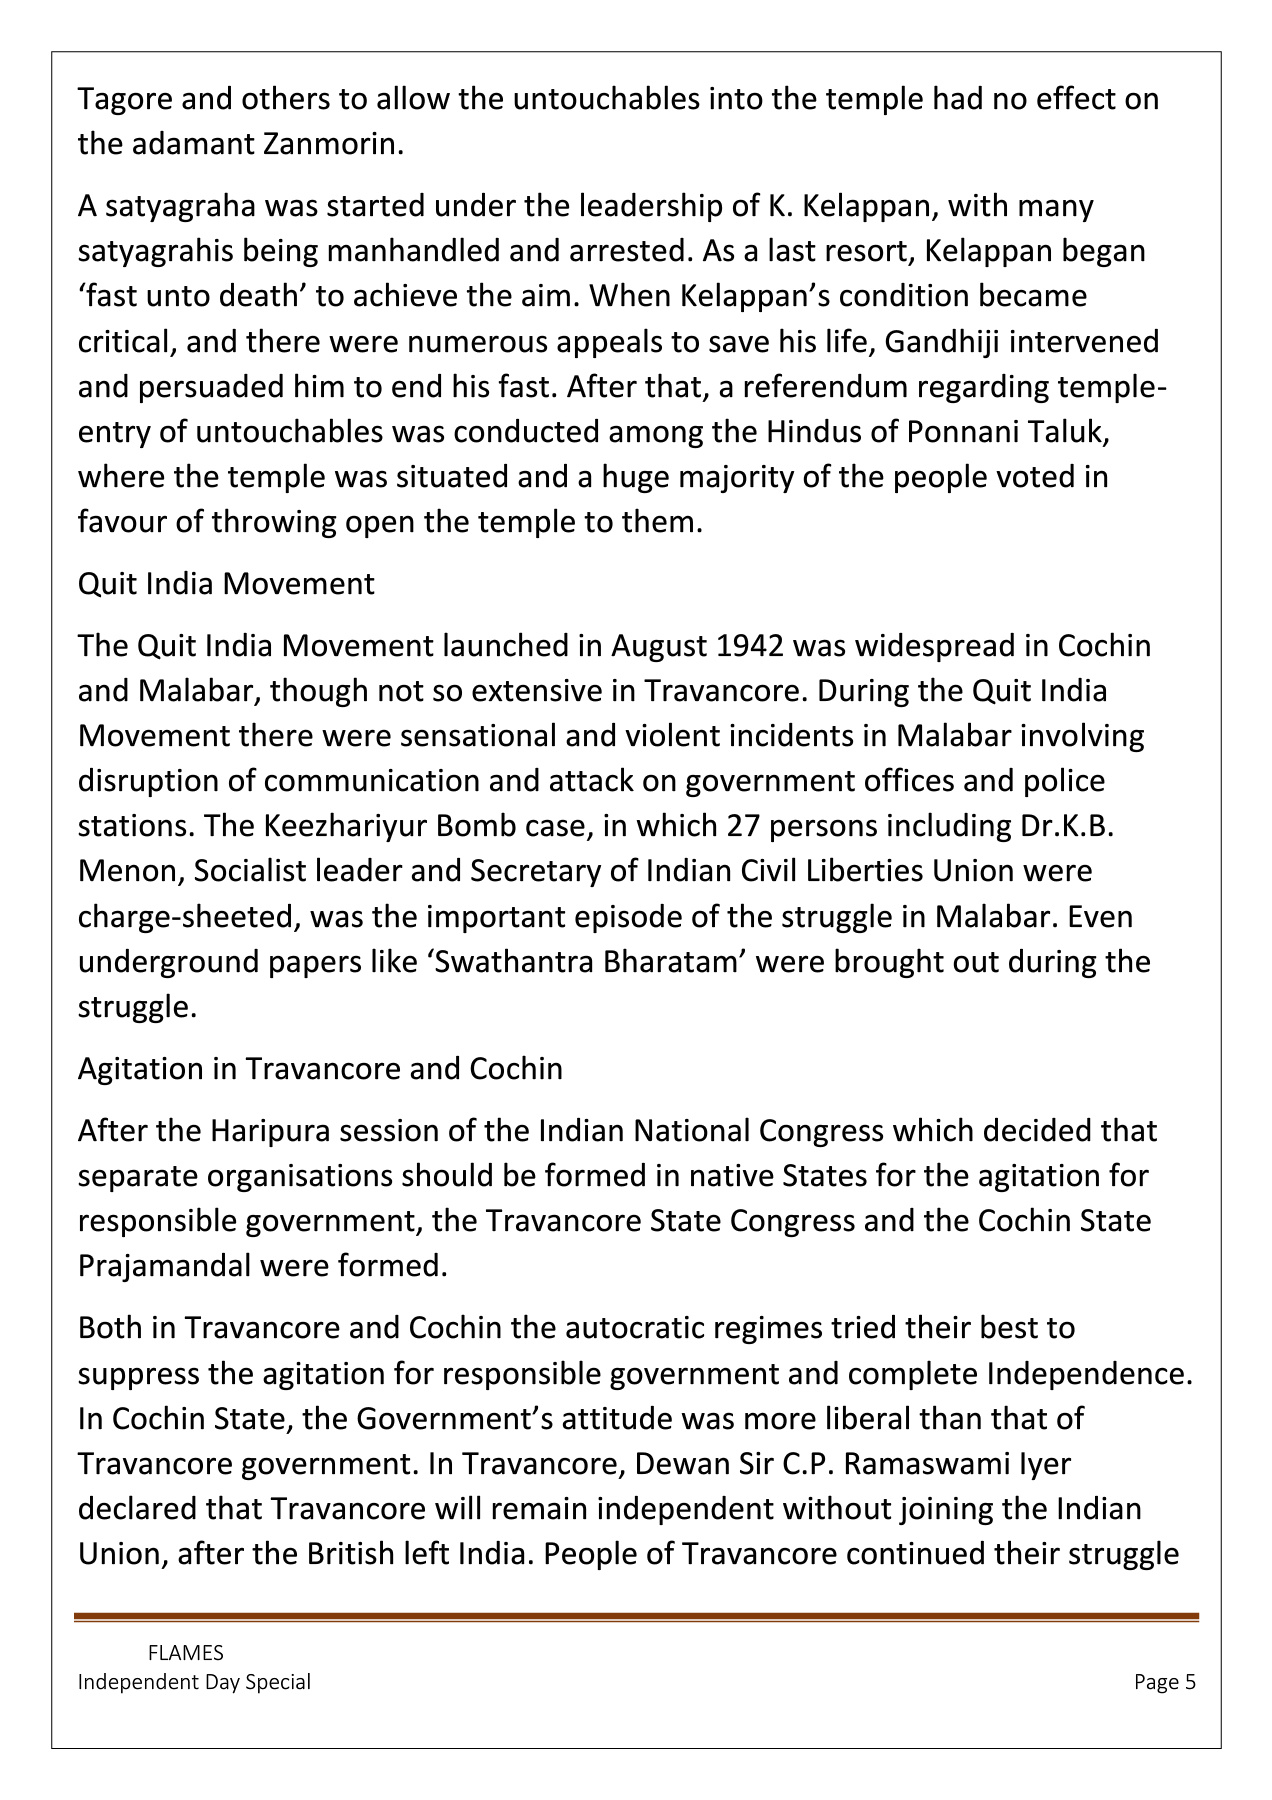 Tagore and others to allow the untouchables into the temple had no effect on
the adamant Zanmorin.
A satyagraha was started under the leadership of K. Kelappan, with many
satyagrahis being manhandled and arrested. As a last resort, Kelappan began
‘fast unto death’ to achieve the aim. When Kelappan’s condition became
critical, and there were numerous appeals to save his life, Gandhiji intervened
and persuaded him to end his fast. After that, a referendum regarding temple-
entry of untouchables was conducted among the Hindus of Ponnani Taluk,
where the temple was situated and a huge majority of the people voted in
favour of throwing open the temple to them.
Quit India Movement
The Quit India Movement launched in August 1942 was widespread in Cochin
and Malabar, though not so extensive in Travancore. During the Quit India
Movement there were sensational and violent incidents in Malabar involving
disruption of communication and attack on government offices and police
stations. The Keezhariyur Bomb case, in which 27 persons including Dr.K.B.
Menon, Socialist leader and Secretary of Indian Civil Liberties Union were
charge-sheeted, was the important episode of the struggle in Malabar. Even
underground papers like ‘Swathantra Bharatam’ were brought out during the
struggle.
Agitation in Travancore and Cochin
After the Haripura session of the Indian National Congress which decided that
separate organisations should be formed in native States for the agitation for
responsible government, the Travancore State Congress and the Cochin State
Prajamandal were formed.
Both in Travancore and Cochin the autocratic regimes tried their best to
suppress the agitation for responsible government and complete Independence.
In Cochin State, the Government’s attitude was more liberal than that of
Travancore government. In Travancore, Dewan Sir C.P. Ramaswami Iyer
declared that Travancore will remain independent without joining the Indian
Union, after the British left India. People of Travancore continued their struggle
FLAMES
Independent Day Special Page 5